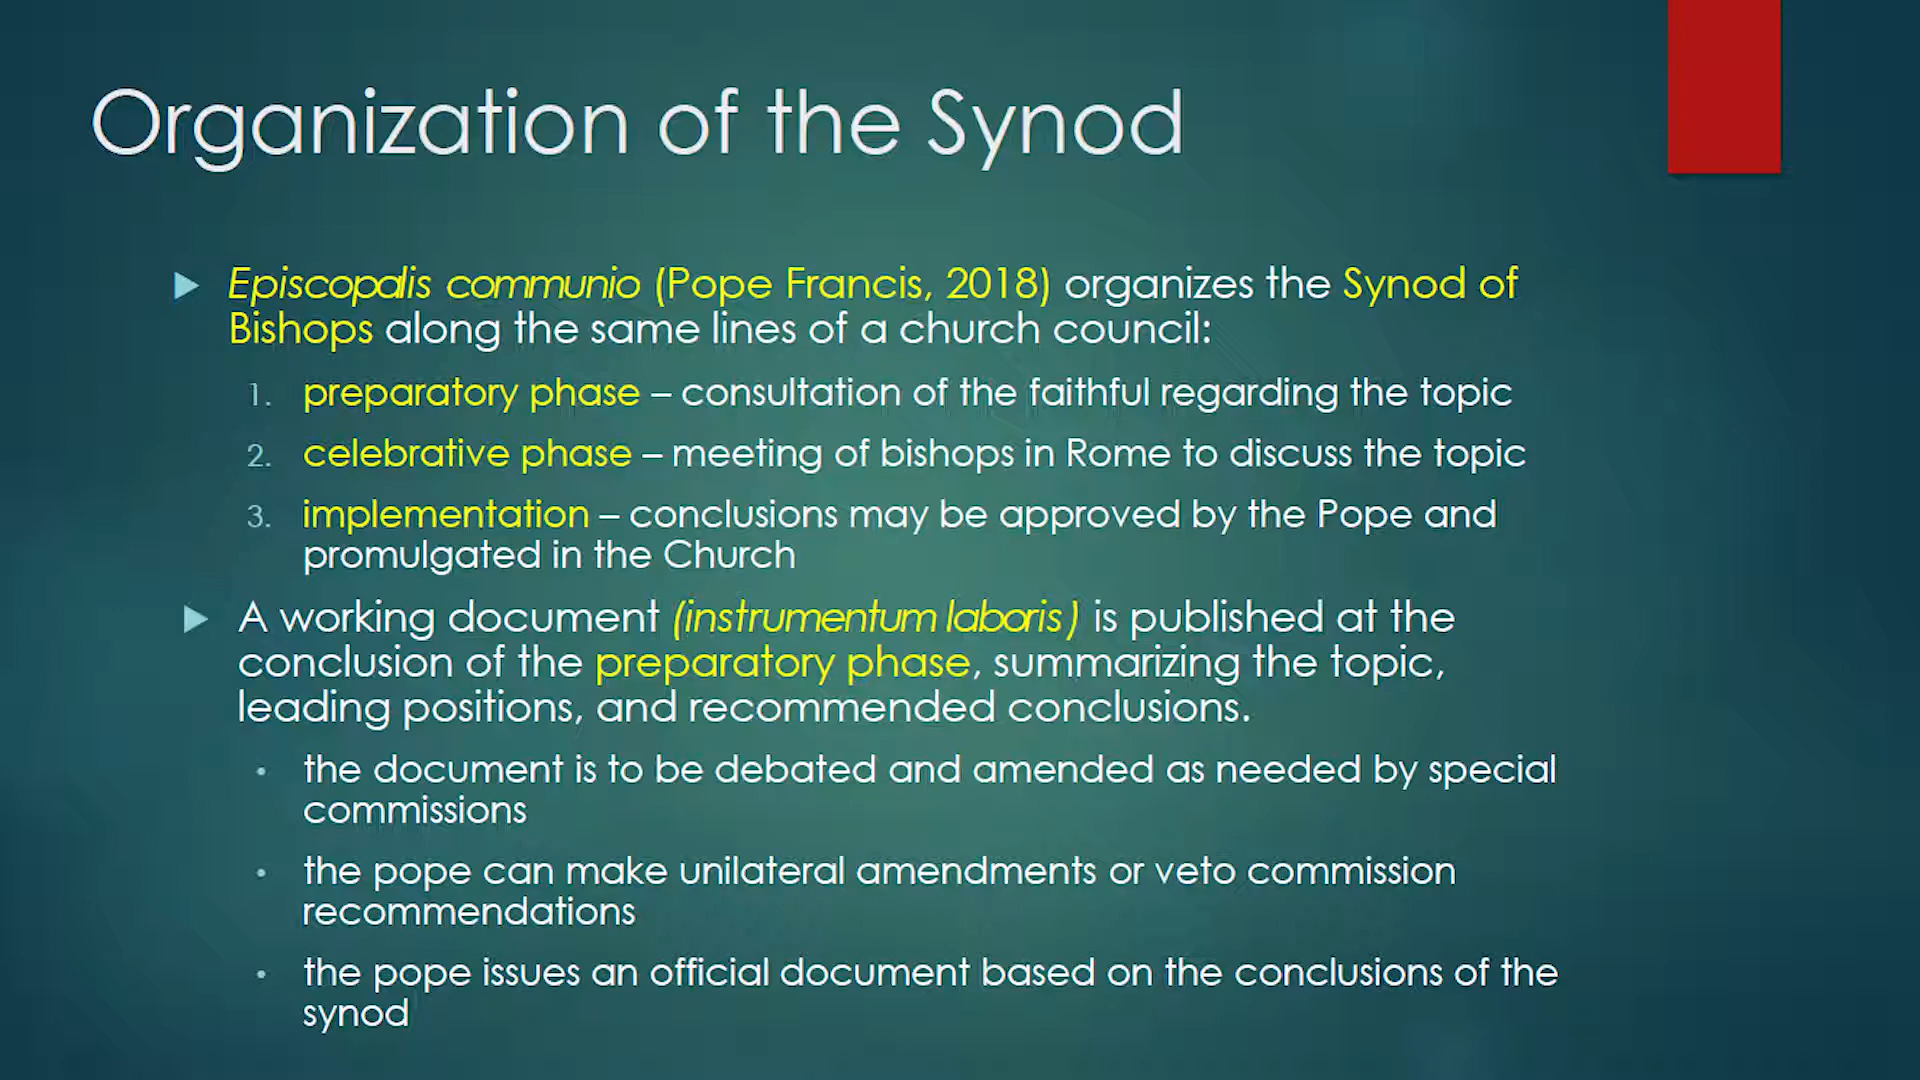 Organization of the Synod
Episcopalis communio (Pope Francis, 2018) organizes the Synod of
Bishops along the same lines of a church council:
1. preparatory phase – consultation of the faithful regarding the topic
2. celebrative phase – meeting of bishops in Rome to discuss the topic
3. implementation – conclusions may be approved by the Pope and
promulgated in the Church
A working document (instrumentum laboris) is published at the
conclusion of the preparatory phase, summarizing the topic,
leading positions, and recommended conclusions.
• the document is to be debated and amended as needed by special
commissions
• the pope can make unilateral amendments or veto commission
recommendations
• the pope issues an official document based on the conclusions of the
synod